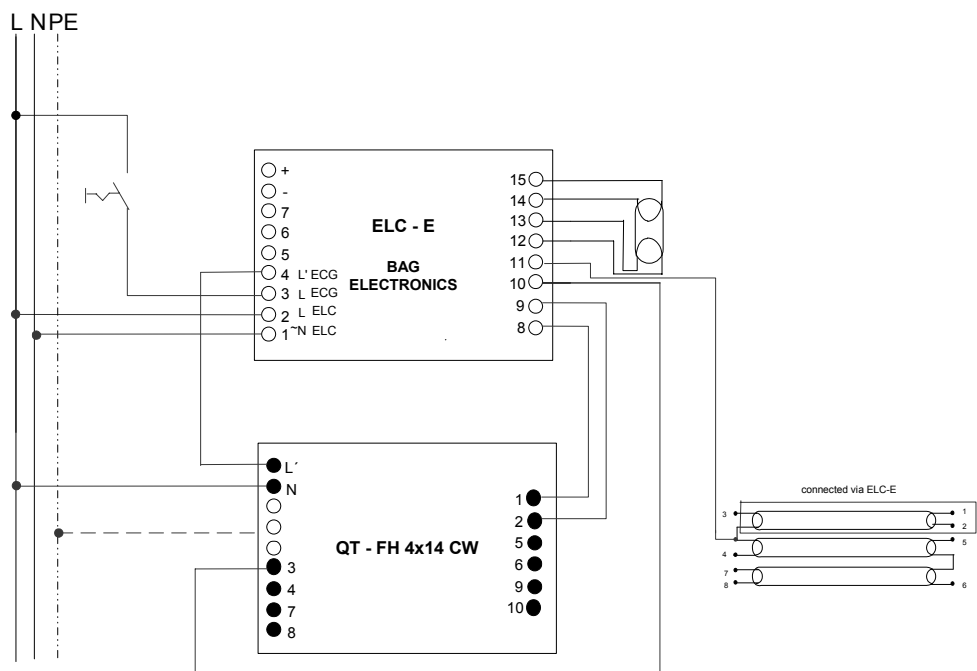 L N PE
+
-
7
6
5
4 L' ECG
3 L ECG
2 L ELC
1 ~N ELC
ELC - E
BAG
ELECTRONICS
15
14
13
12
11
10
9
8
L´
N
3
4
7
8
QT - FH 4x14 CW
1
2
5
6
9
10
connected via ELC-E
3
1
2
4
5
7
8
6